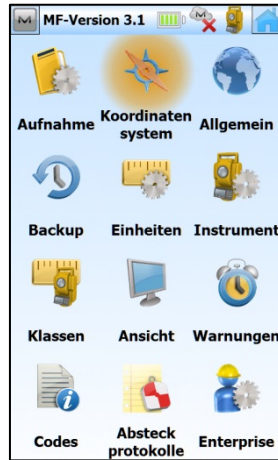 MF-Version 3.1
Aufnahme
Koordinaten
system
Allgemein
Backup
Einheiten
Instrument
Klassen
Ansicht
Warnungen
Codes
Absteck
protokolle
Enterprise